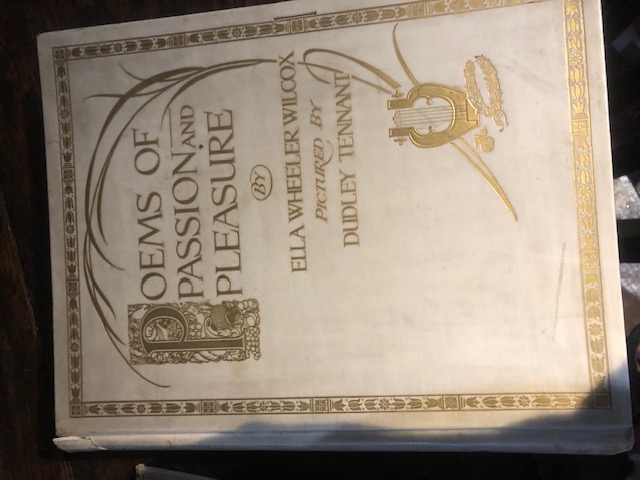 POEMS OF
PASSION AND
PLEASURE
BY
ELLA WHEELER WILCOX
PICTURED BY
DUDLEY TENNANT